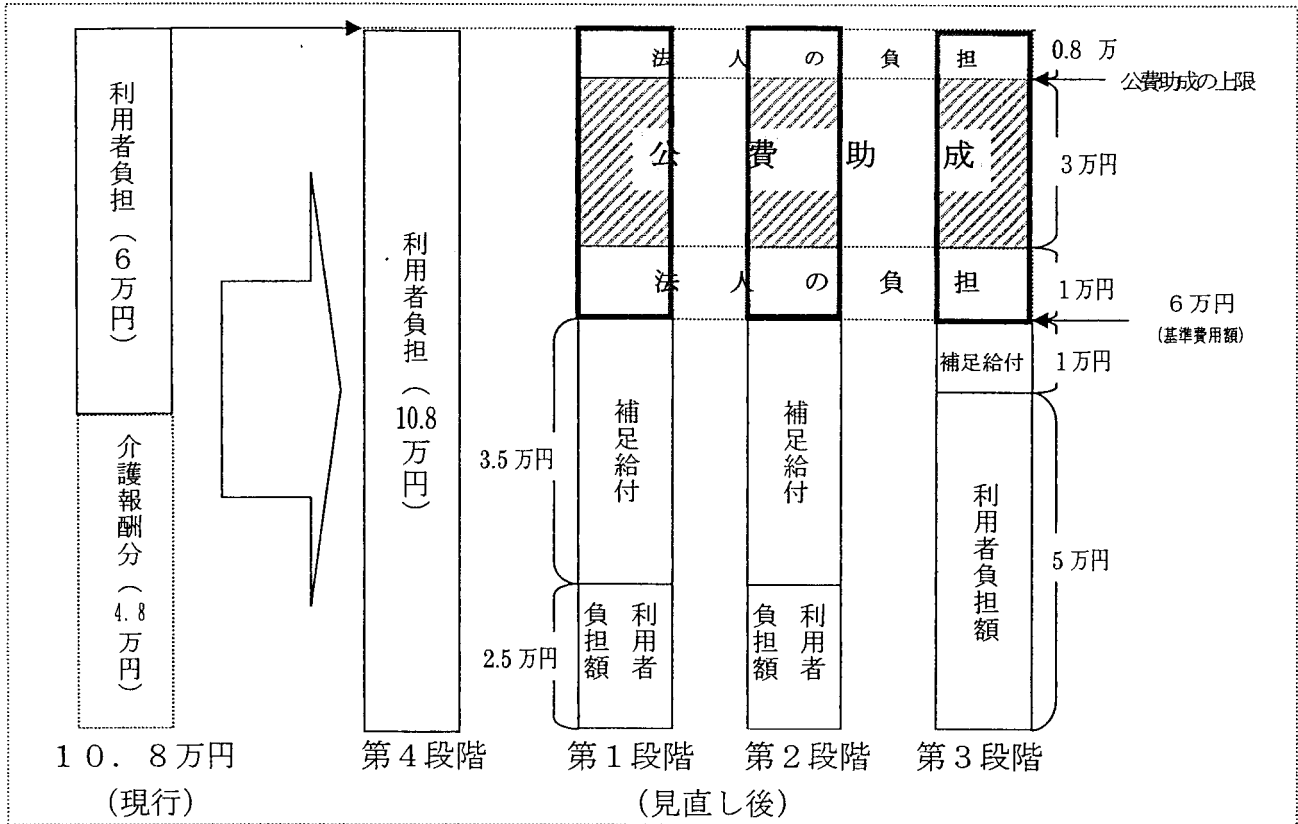 利用者負担（6万円）
介護報酬分（4.8万円）
10．8万円
（現行）
利用者負担（10.8万円）
第4段階
法人の負担
公費助成
法人の負担
3.5万円
2.5万円
補足給付
利用者負担額
第1段階
補足給付
利用者負担額
第2段階
（見直し後）
補足給付
利用者負担額
第3段階
0.8万
公費助成の上限
3万円
1万円
6万円
（基準費用額）
1万円
5万円